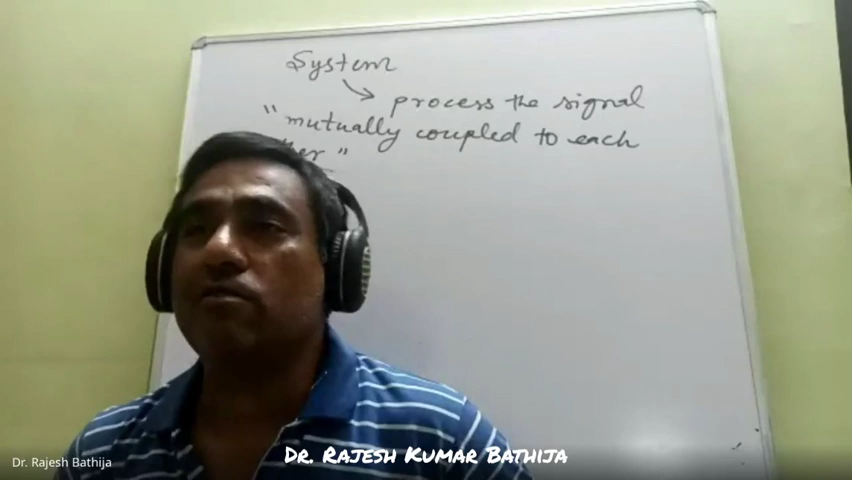 System
process the signal
"mutually coupled to each
"
Dr. Rajesh Kumar Bathija
Dr. Rajesh Bathija